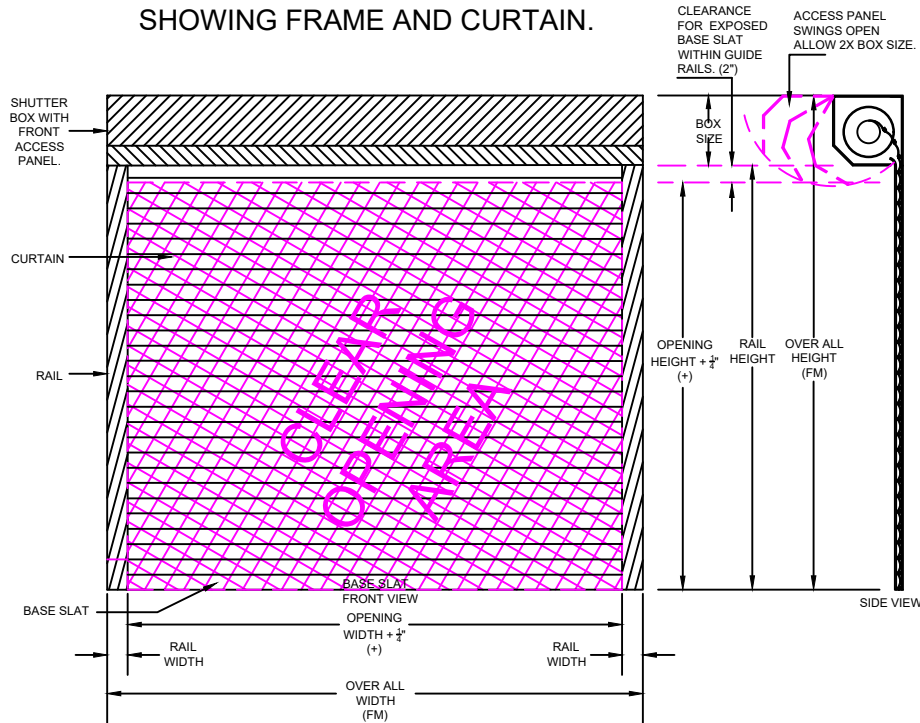 SHOWING FRAME AND CURTAIN.
CLEARANCE
FOR EXPOSED
BASE SLAT
WITHIN GUIDE
RAILS. (2")
ACCESS PANEL
SWINGS OPEN
ALLOW 2X BOX SIZE.
SHUTTER
BOX WITH
FRONT
ACCESS
PANEL.
BOX
SIZE
CURTAIN
RAIL
CLEAR
OPENING
AREA
OPENING
HEIGHT + 1/4"
(+)
RAIL
HEIGHT
OVER ALL
HEIGHT
(FM)
BASE SLAT
BASE SLAT
FRONT VIEW
SIDE VIEW
OPENING
WIDTH + 1/4"
(+)
RAIL
WIDTH
RAIL
WIDTH
OVER ALL
WIDTH
(FM)